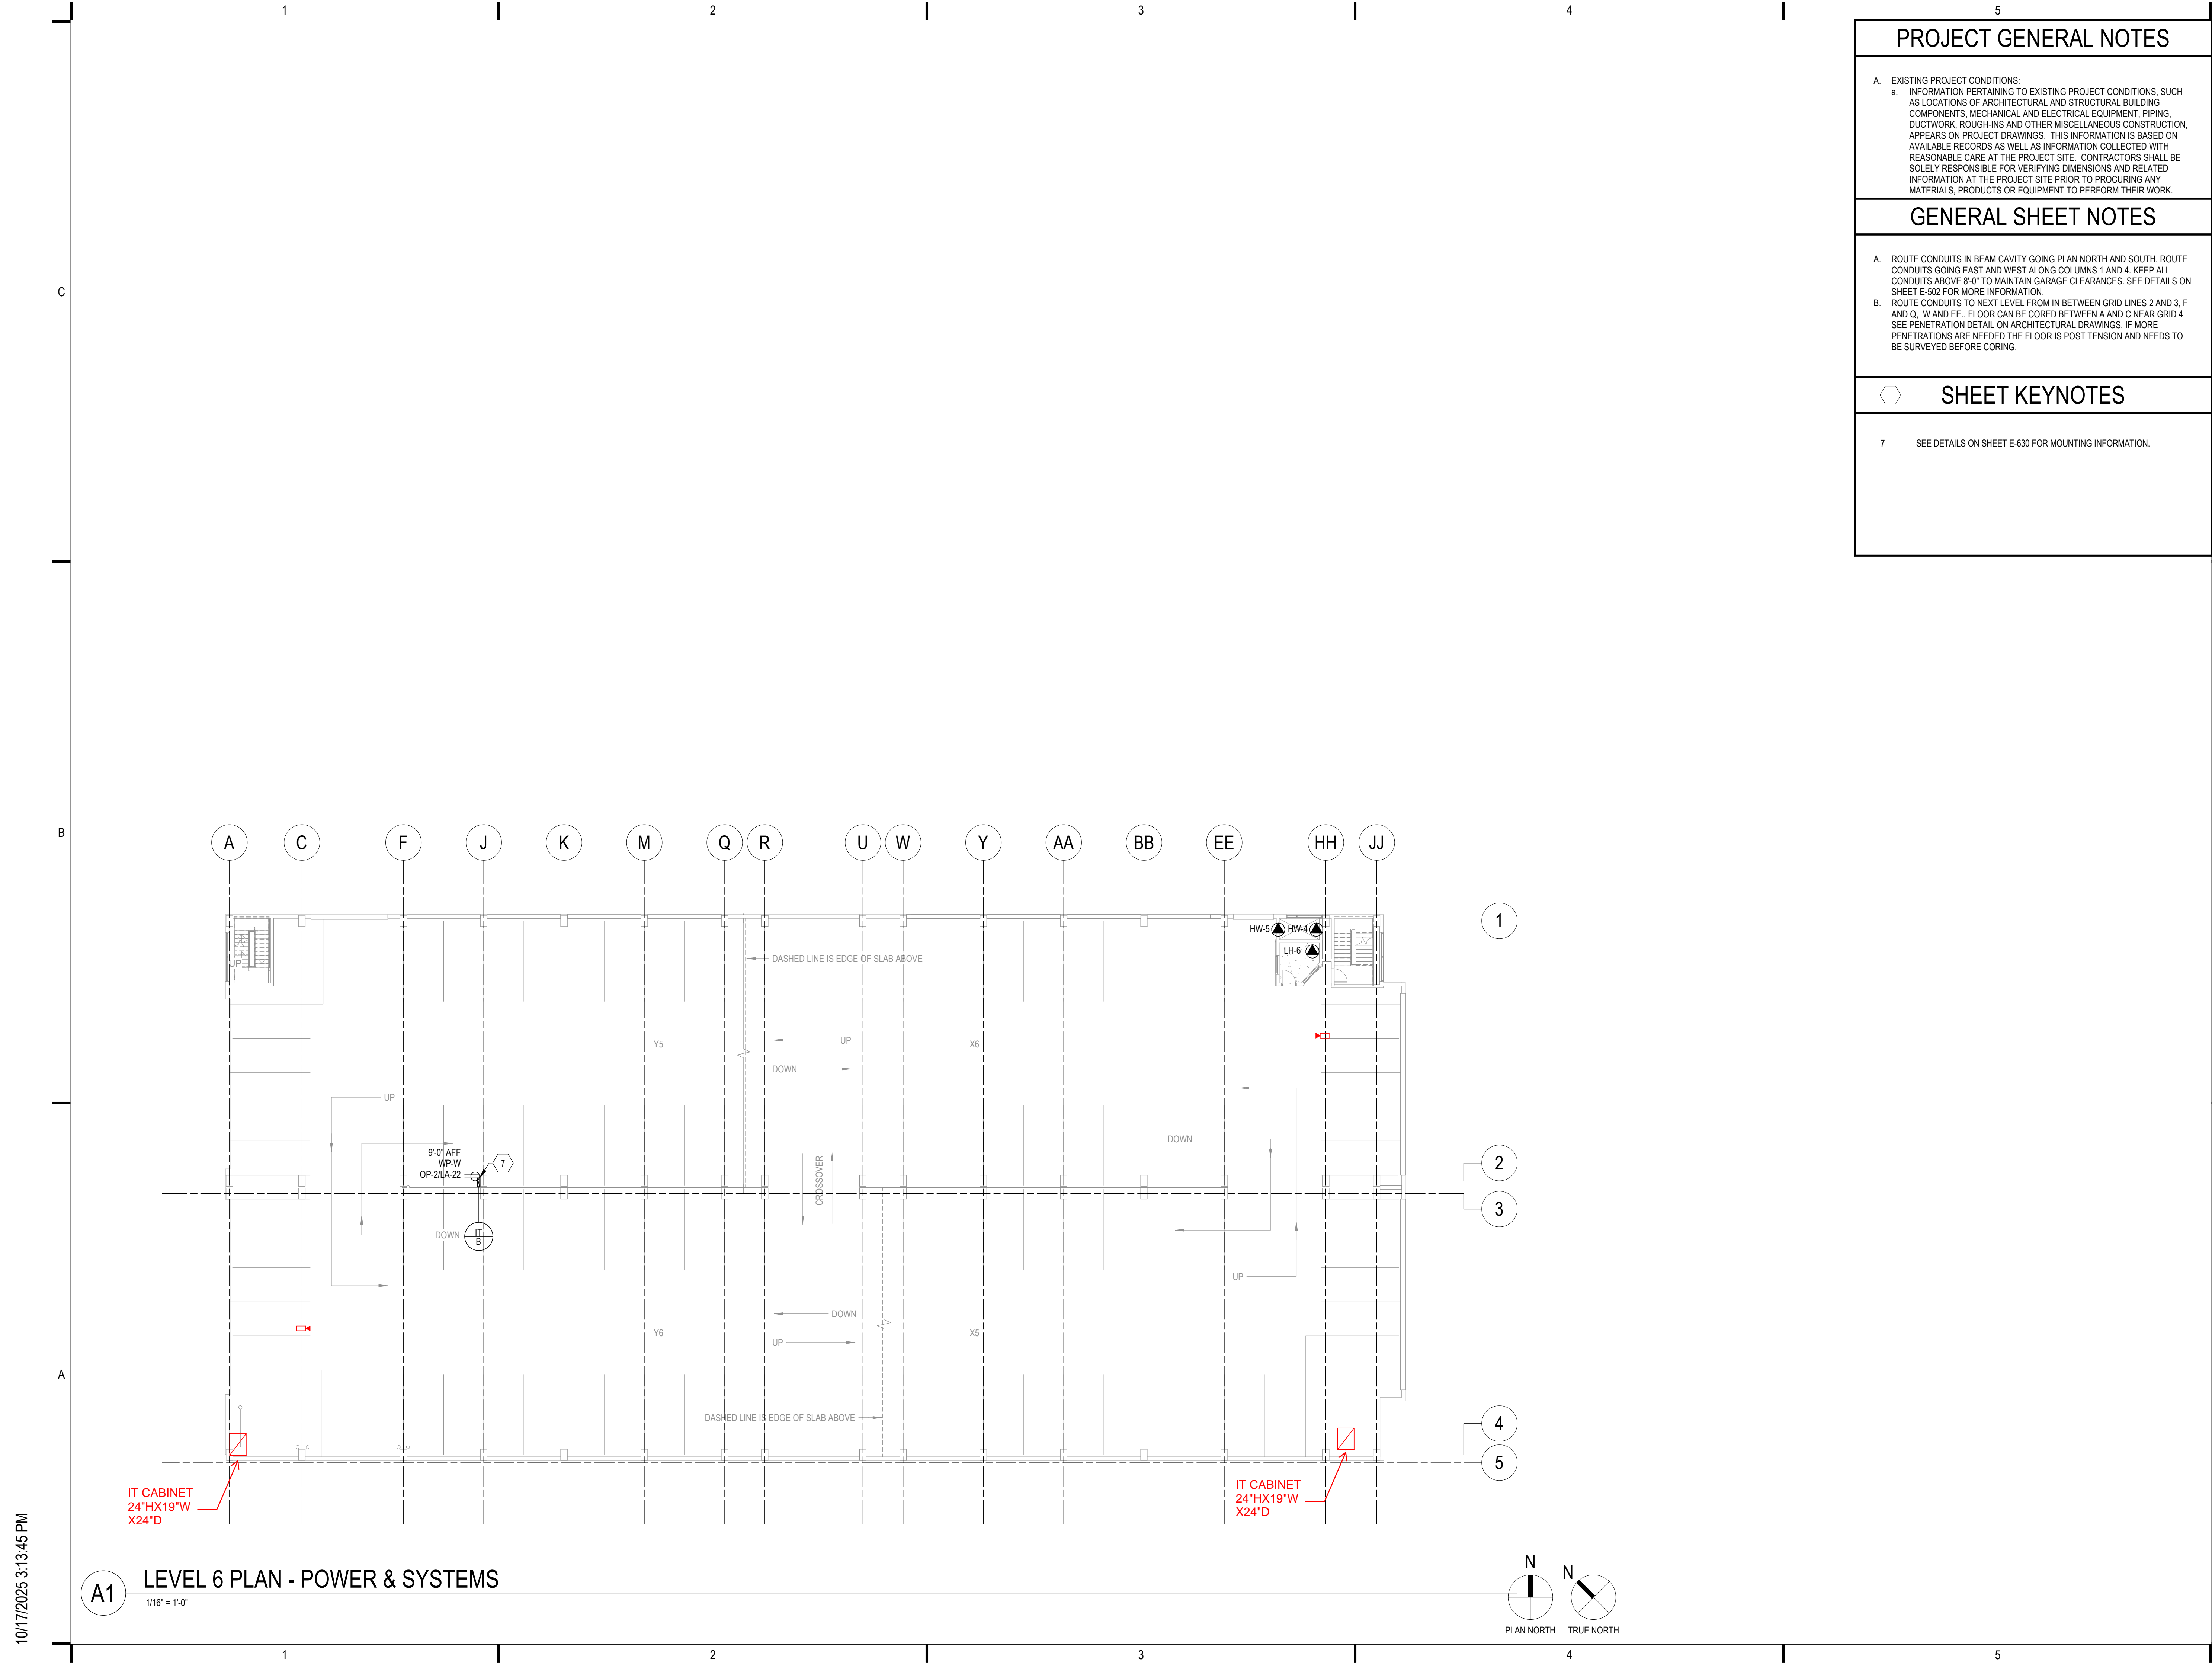 1
2
3
4
5
PROJECT GENERAL NOTES
A. EXISTING PROJECT CONDITIONS:
a. INFORMATION PERTAINING TO EXISTING PROJECT CONDITIONS, SUCH
AS LOCATIONS OF ARCHITECTURAL AND STRUCTURAL BUILDING
COMPONENTS, MECHANICAL AND ELECTRICAL EQUIPMENT, PIPING,
DUCTWORK, ROUGH-INS AND OTHER MISCELLANEOUS CONSTRUCTION,
APPEARS ON PROJECT DRAWINGS. THIS INFORMATION IS BASED ON
AVAILABLE RECORDS AS WELL AS INFORMATION COLLECTED WITH
REASONABLE CARE AT THE PROJECT SITE. CONTRACTORS SHALL BE
SOLELY RESPONSIBLE FOR VERIFYING DIMENSIONS AND RELATED
INFORMATION AT THE PROJECT SITE PRIOR TO PROCURING ANY
MATERIALS, PRODUCTS OR EQUIPMENT TO PERFORM THEIR WORK.
GENERAL SHEET NOTES
A. ROUTE CONDUITS IN BEAM CAVITY GOING PLAN NORTH AND SOUTH. ROUTE
CONDUITS GOING EAST AND WEST ALONG COLUMNS 1 AND 4. KEEP ALL
CONDUITS ABOVE 8'-0" TO MAINTAIN GARAGE CLEARANCES. SEE DETAILS ON
SHEET E-502 FOR MORE INFORMATION.
B. ROUTE CONDUITS TO NEXT LEVEL FROM IN BETWEEN GRID LINES 2 AND 3, F
AND Q, W AND EE.. FLOOR CAN BE CORED BETWEEN A AND C NEAR GRID 4
SEE PENETRATION DETAIL ON ARCHITECTURAL DRAWINGS. IF MORE
PENETRATIONS ARE NEEDED THE FLOOR IS POST TENSION AND NEEDS TO
BE SURVEYED BEFORE CORING.
SHEET KEYNOTES
7 SEE DETAILS ON SHEET E-630 FOR MOUNTING INFORMATION.
C
B
A
A
C
F
J
K
M
Q
R
U
W
Y
AA
BB
EE
HH
JJ
1
2
3
4
5
HW-5
HW-4
LH-6
UP
DASHED LINE IS EDGE OF SLAB ABOVE
Y5
UP
X6
DOWN
UP
9'-0" AFF
WP-W
OP-2/LA-22
7
CROSSOVER
DOWN
DOWN
IT
B
UP
DOWN
Y6
UP
X5
DASHED LINE IS EDGE OF SLAB ABOVE
IT CABINET
24"HX19"W
X24"D
IT CABINET
24"HX19"W
X24"D
A1
LEVEL 6 PLAN - POWER & SYSTEMS
1/16" = 1'-0"
N
N
PLAN NORTH
TRUE NORTH
10/17/2025 3:13:45 PM
1
2
3
4
5